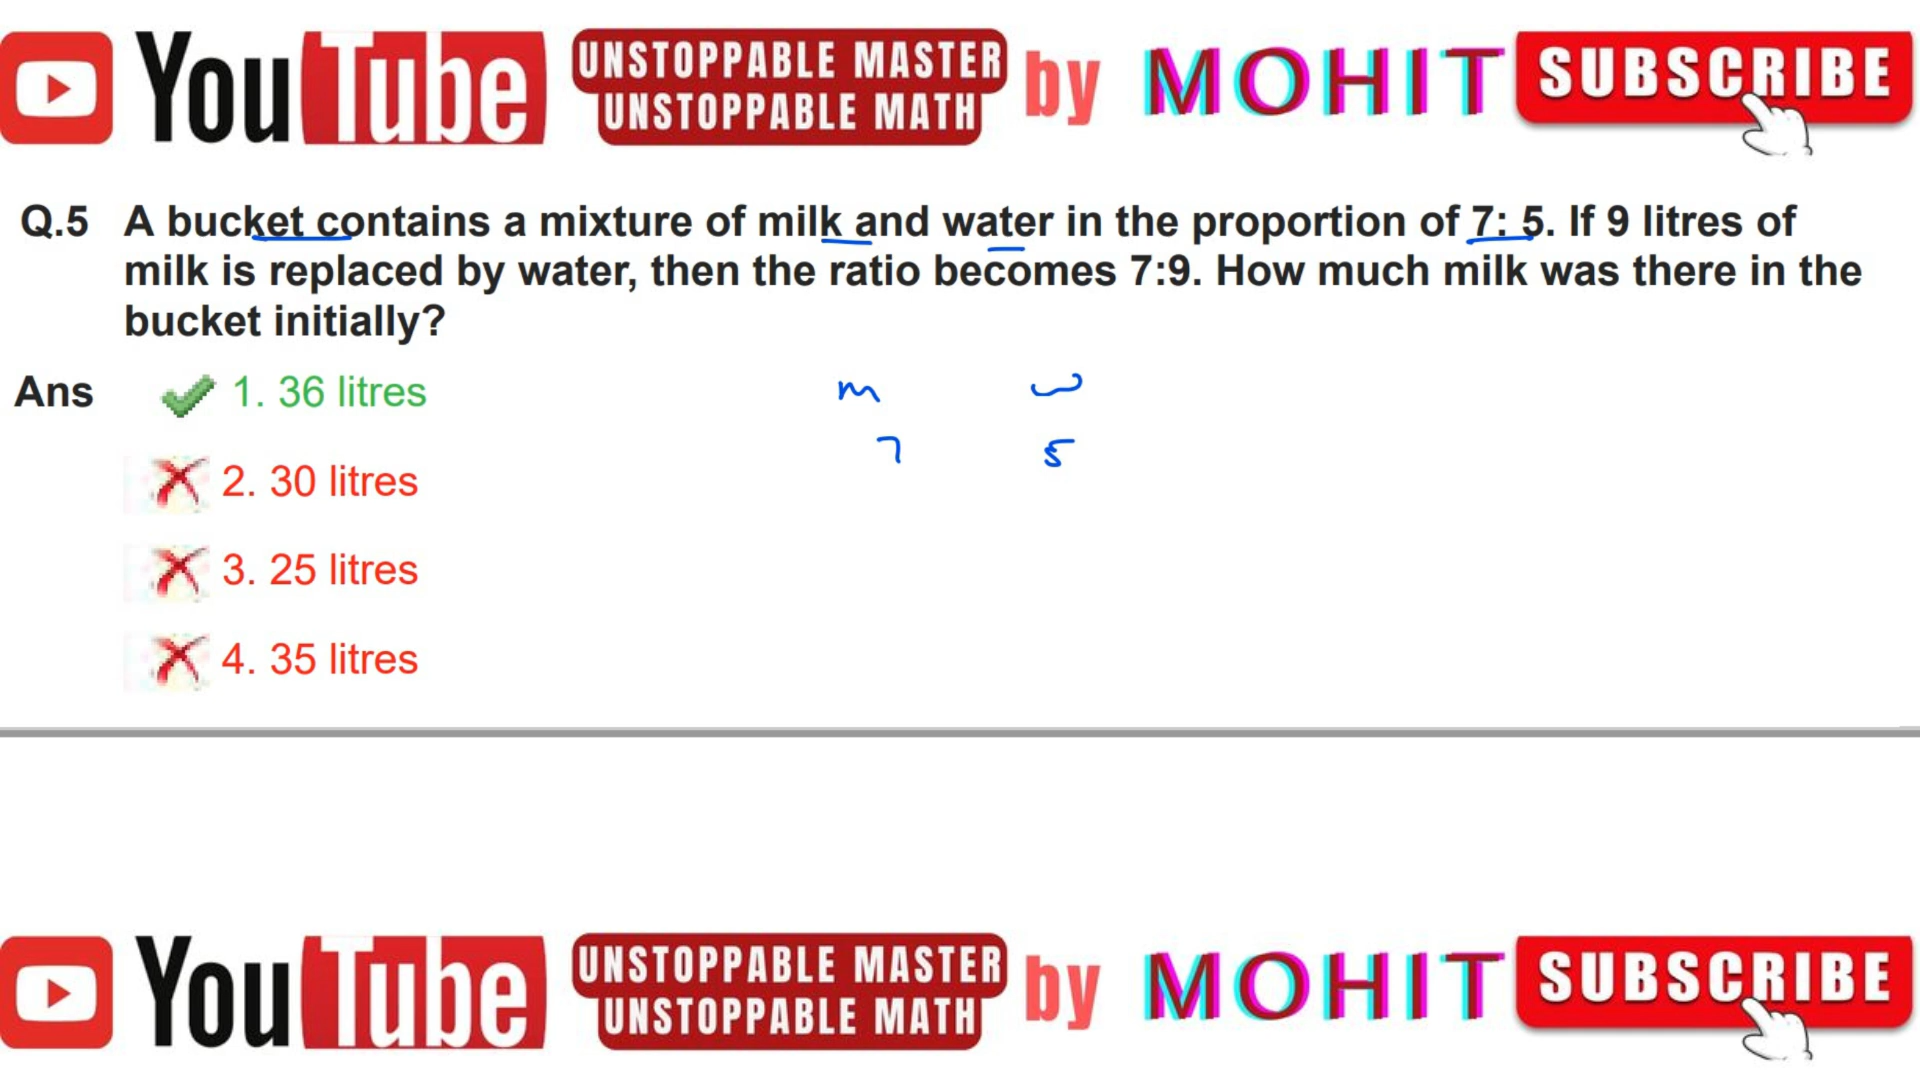 YouTube UNSTOPPABLE MASTER by MOHIT SUBSCRIBE
UNSTOPPABLE MATH
Q.5 A bucket contains a mixture of milk and water in the proportion of 7: 5. If 9 litres of
milk is replaced by water, then the ratio becomes 7:9. How much milk was there in the
bucket initially?
Ans 1. 36 litres
m w
7 5
2. 30 litres
3. 25 litres
4. 35 litres
YouTube UNSTOPPABLE MASTER by MOHIT SUBSCRIBE
UNSTOPPABLE MATH